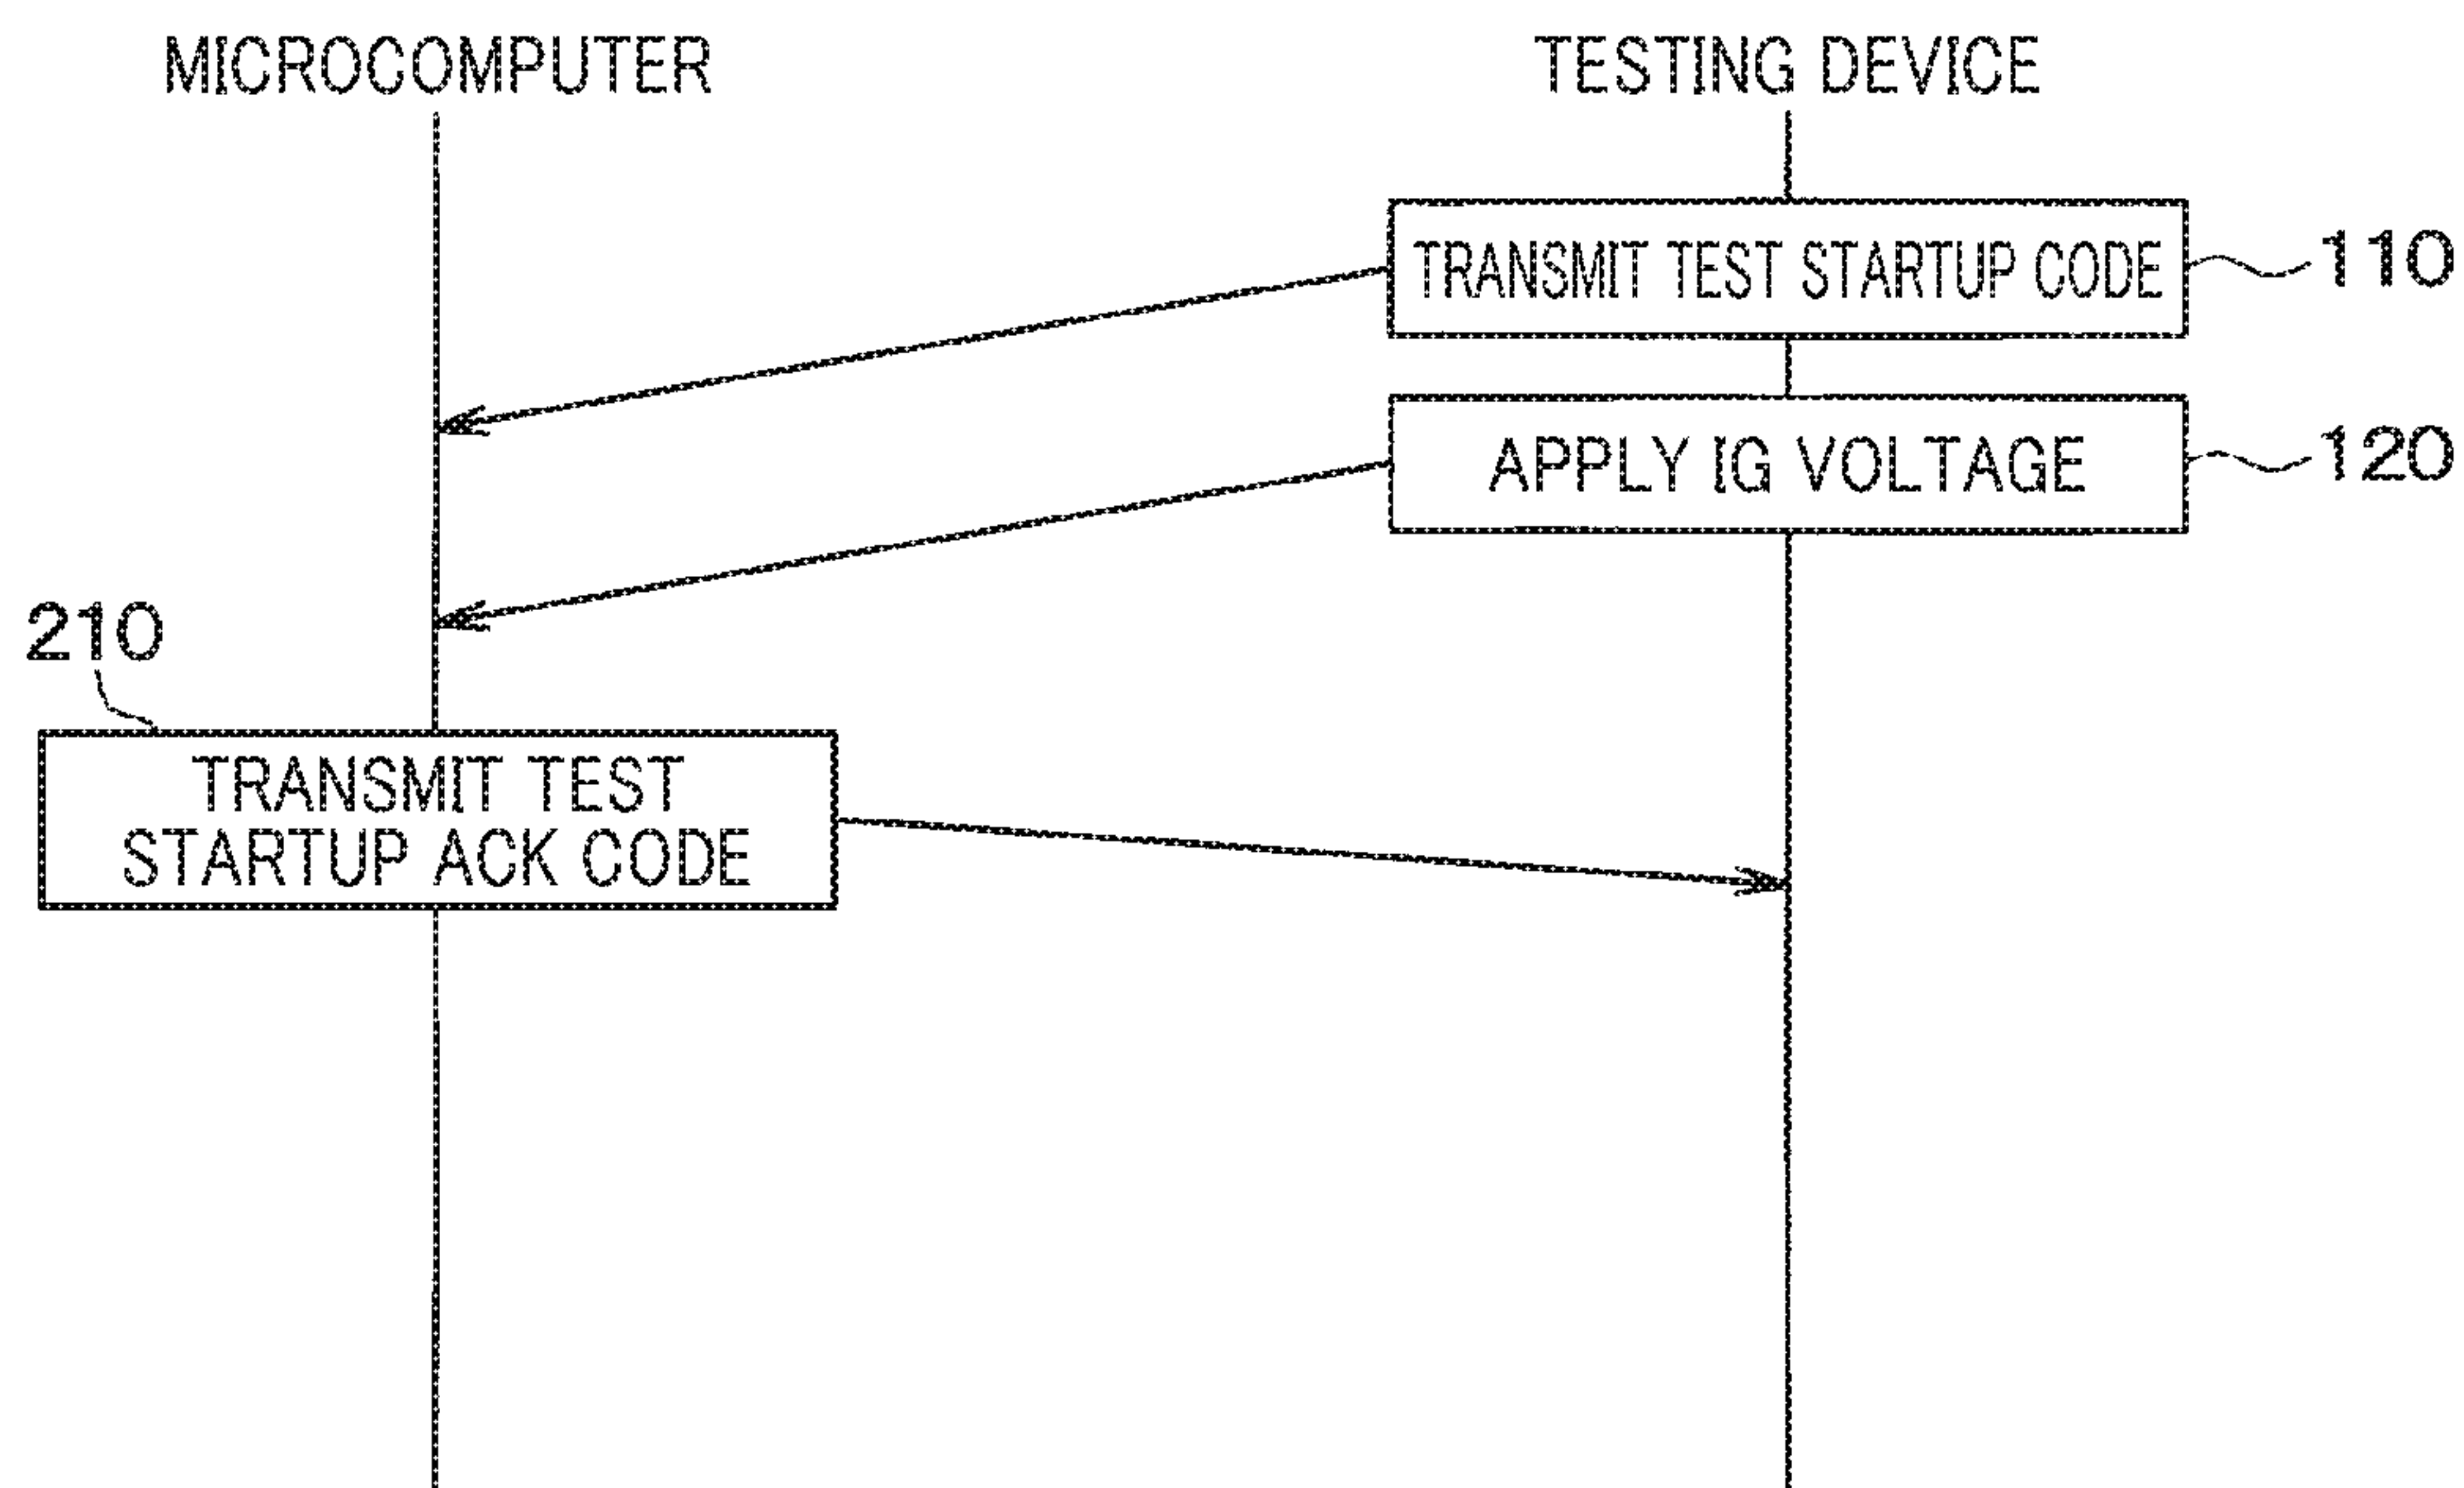 MICROCOMPUTER
TESTING DEVICE
TRANSMIT TEST STARTUP CODE
110
APPLY IG VOLTAGE
120
210
TRANSMIT TEST
STARTUP ACK CODE